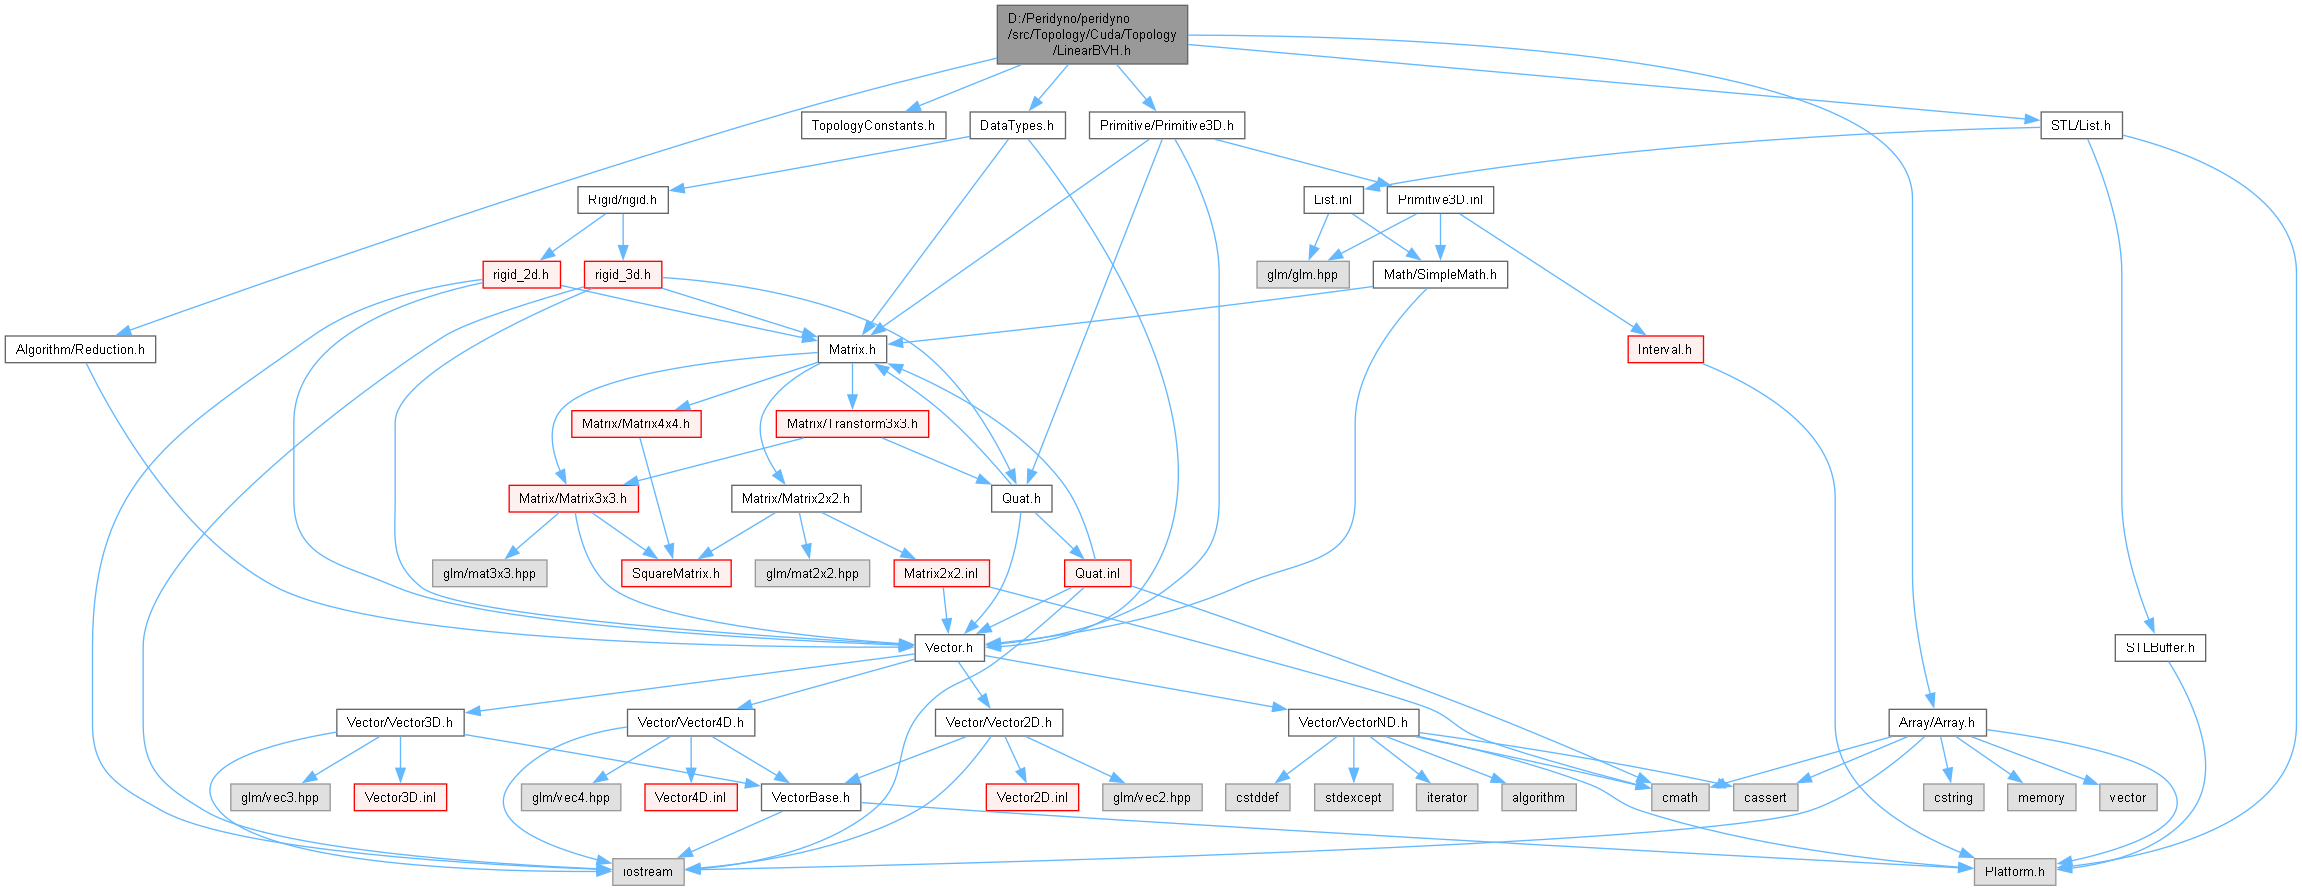 D:/Peridyno/peridyno
/src/Topology/Cuda/Topology
/LinearBVH.h
TopologyConstants.h
DataTypes.h
Primitive/Primitive3D.h
STL/List.h
Rigid/rigid.h
List.inl
Primitive3D.inl
rigid_2d.h
rigid_3d.h
glm/glm.hpp
Math/SimpleMath.h
Algorithm/Reduction.h
Matrix.h
Interval.h
Matrix/Matrix4x4.h
Matrix/Transform3x3.h
Matrix/Matrix3x3.h
Matrix/Matrix2x2.h
Quat.h
glm/mat3x3.hpp
SquareMatrix.h
glm/mat2x2.hpp
Matrix2x2.inl
Quat.inl
Vector.h
STLBuffer.h
Vector/Vector3D.h
Vector/Vector4D.h
Vector/Vector2D.h
Vector/VectorND.h
Array/Array.h
glm/vec3.hpp
Vector3D.inl
glm/vec4.hpp
Vector4D.inl
VectorBase.h
Vector2D.inl
glm/vec2.hpp
cstddef
stdexcept
iterator
algorithm
cmath
cassert
cstring
memory
vector
iostream
Platform.h